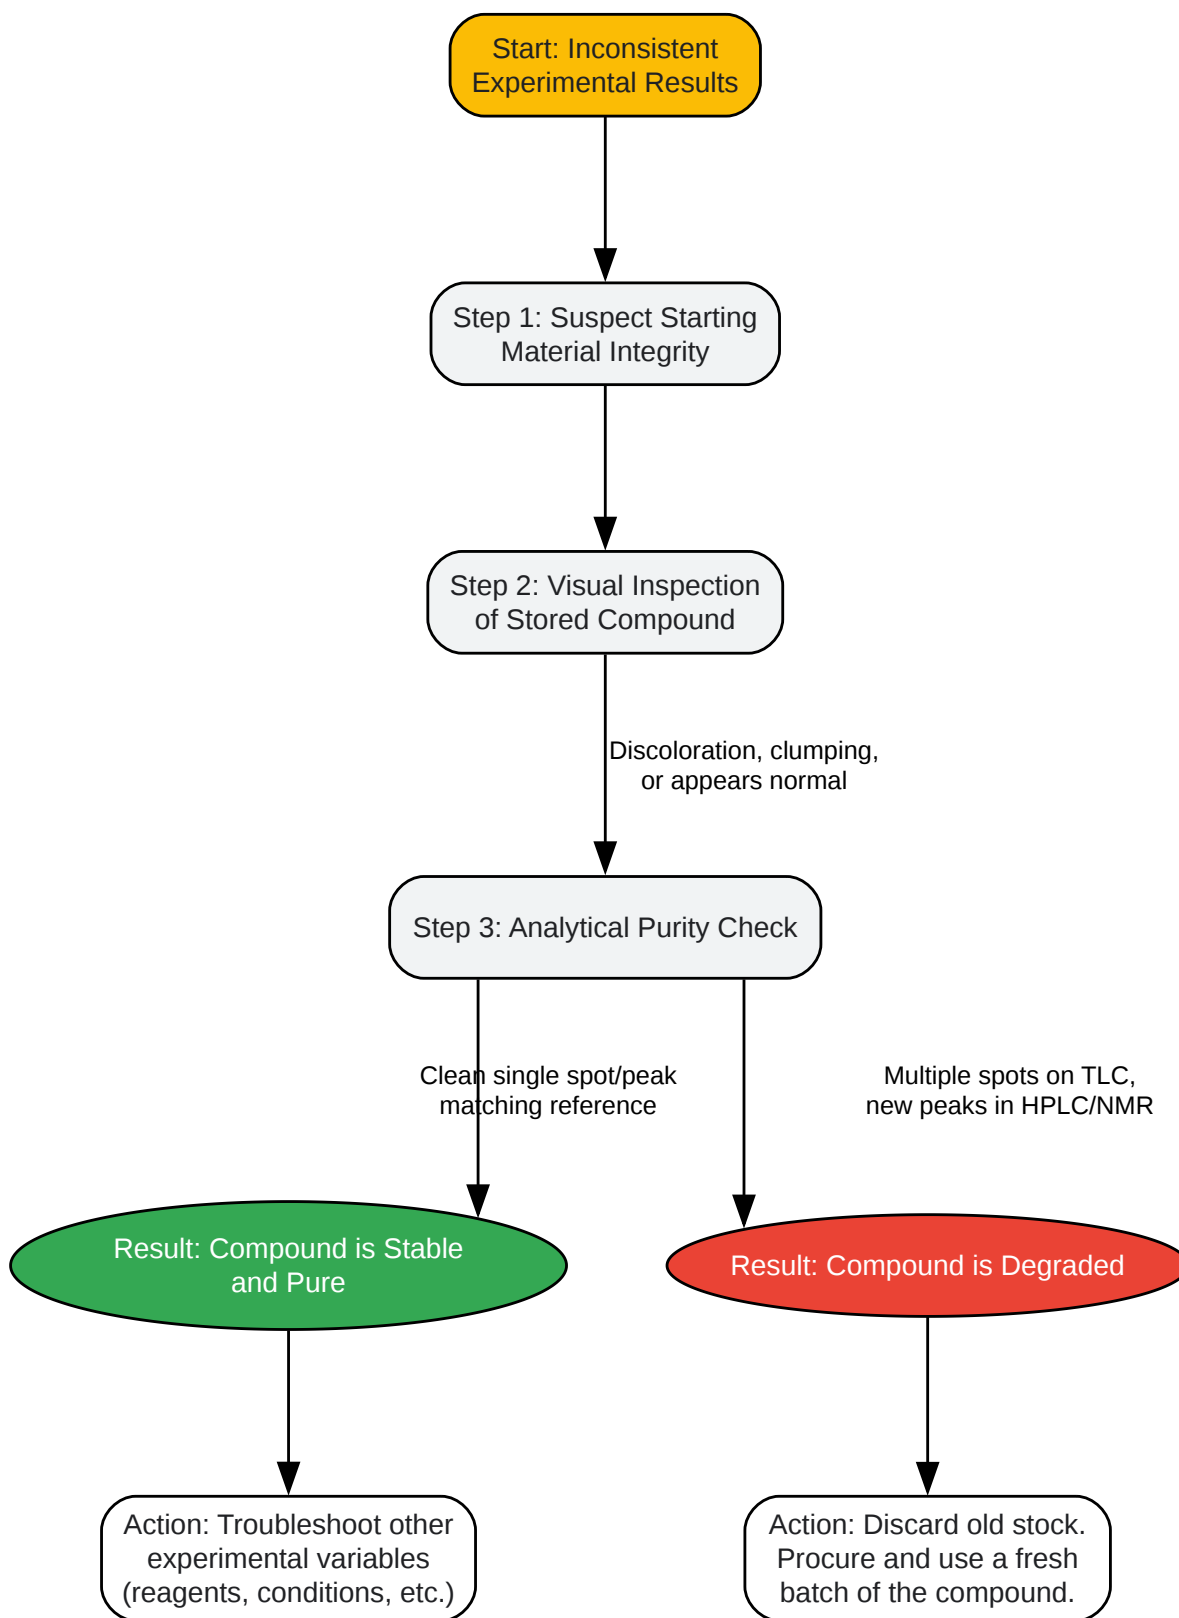 Start: Inconsistent
Experimental Results
Step 1: Suspect Starting
Material Integrity
Step 2: Visual Inspection
of Stored Compound
Discoloration, clumping,
or appears normal
Step 3: Analytical Purity Check
Clean single spot/peak
matching reference
Multiple spots on TLC,
new peaks in HPLC/NMR
Result: Compound is Stable
and Pure
Result: Compound is Degraded
Action: Troubleshoot other
experimental variables
(reagents, conditions, etc.)
Action: Discard old stock.
Procure and use a fresh
batch of the compound.